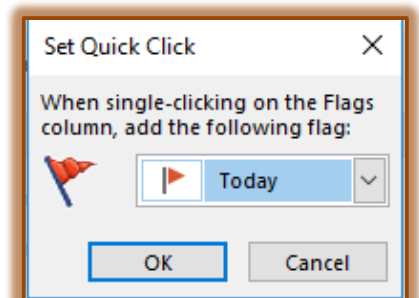 Set Quick Click
When single-clicking on the Flags
column, add the following flag:
Today
OK Cancel